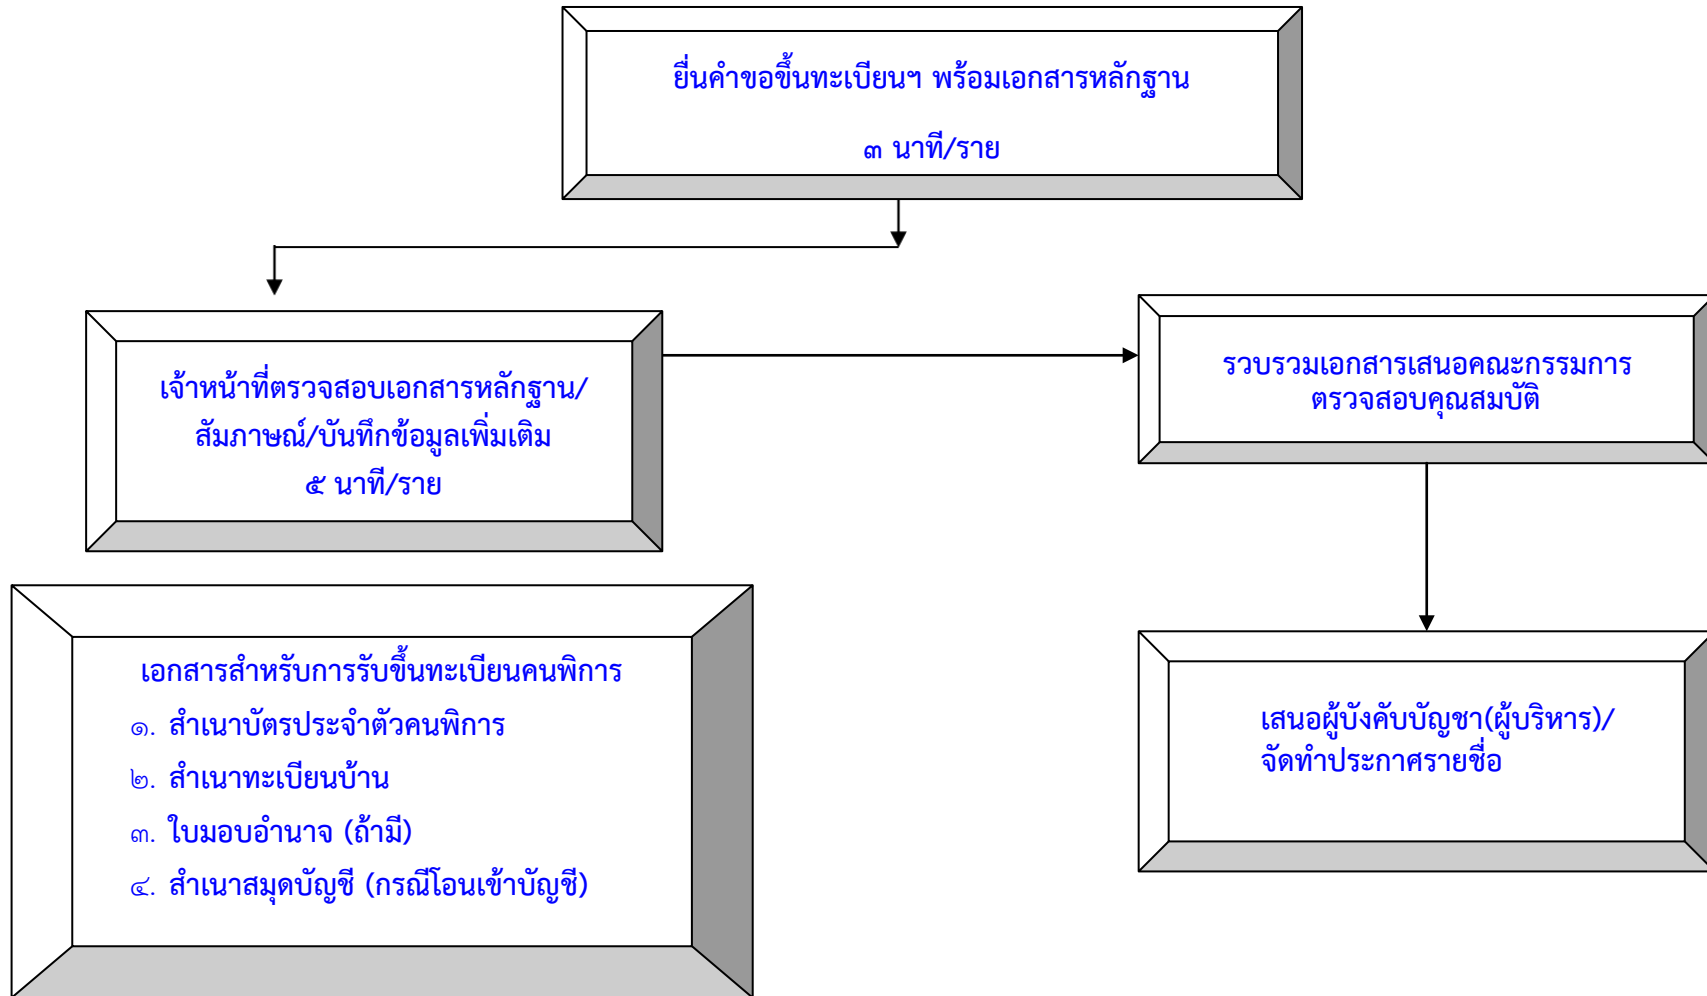 ยื่นคำขอขึ้นทะเบียนฯ พร้อมเอกสารหลักฐาน
๓ นาที/ราย
เจ้าหน้าที่ตรวจสอบเอกสารหลักฐาน/
สัมภาษณ์/บันทึกข้อมูลเพิ่มเติม
๕ นาที/ราย
รวบรวมเอกสารเสนอคณะกรรมการ
ตรวจสอบคุณสมบัติ
เสนอผู้บังคับบัญชา(ผู้บริหาร)/
จัดทำประกาศรายชื่อ
เอกสารสำหรับการรับขึ้นทะเบียนคนพิการ
๑. สำเนาบัตรประจำตัวคนพิการ
๒. สำเนาทะเบียนบ้าน
๓. ใบมอบอำนาจ (ถ้ามี)
๔. สำเนาสมุดบัญชี (กรณีโอนเข้าบัญชี)